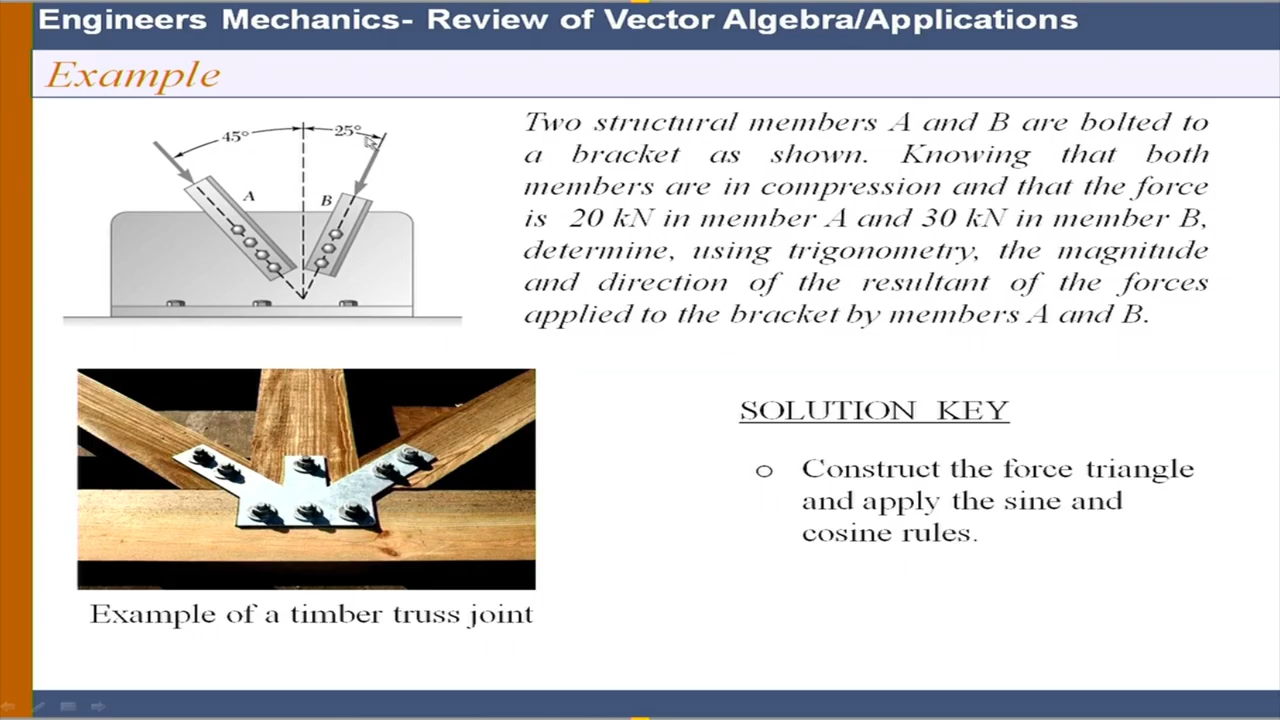 Engineers Mechanics- Review of Vector Algebra/Applications
Example
45°
25°
A
B
Two structural members A and B are bolted to
a bracket as shown. Knowing that both
members are in compression and that the force
is 20 kN in member A and 30 kN in member B,
determine, using trigonometry, the magnitude
and direction of the resultant of the forces
applied to the bracket by members A and B.
SOLUTION KEY
o Construct the force triangle
and apply the sine and
cosine rules.
Example of a timber truss joint